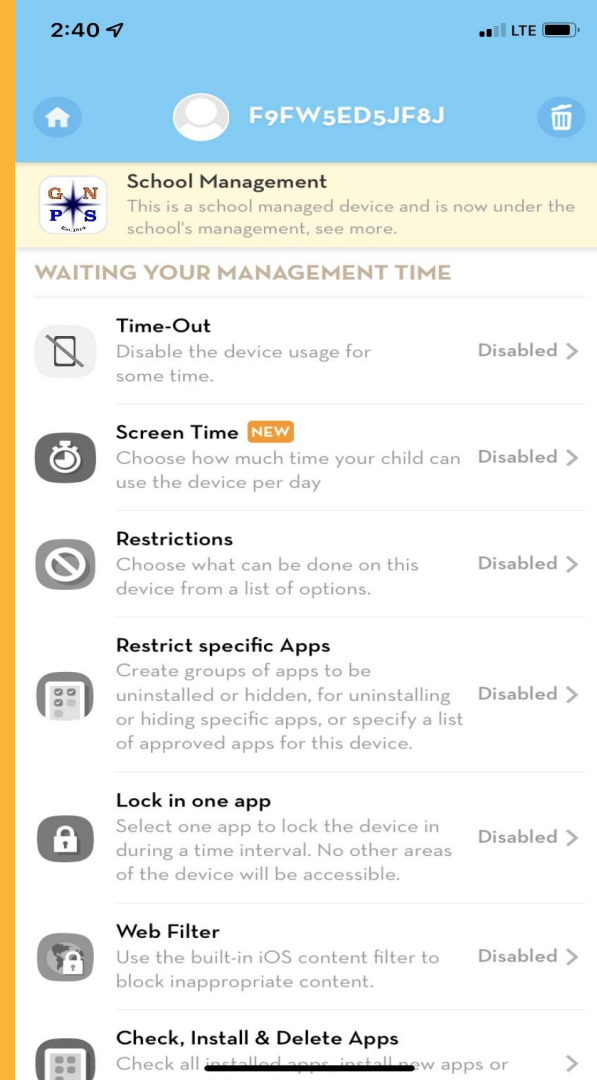 2:40
LTE
F9FW5ED5JF8J
G N
P S
Est. 1814
School Management
This is a school managed device and is now under the
school's management, see more.
WAITING YOUR MANAGEMENT TIME
Time-Out
Disable the device usage for
some time.
Disabled
Screen Time NEW
Choose how much time your child can
use the device per day
Disabled
Restrictions
Choose what can be done on this
device from a list of options.
Disabled
Restrict specific Apps
Create groups of apps to be
uninstalled or hidden, for uninstalling
or hiding specific apps, or specify a list
of approved apps for this device.
Disabled
Lock in one app
Select one app to lock the device in
during a time interval. No other areas
of the device will be accessible.
Disabled
Web Filter
Use the built-in iOS content filter to
block inappropriate content.
Disabled
Check, Install & Delete Apps
Check all installed apps, install new apps or